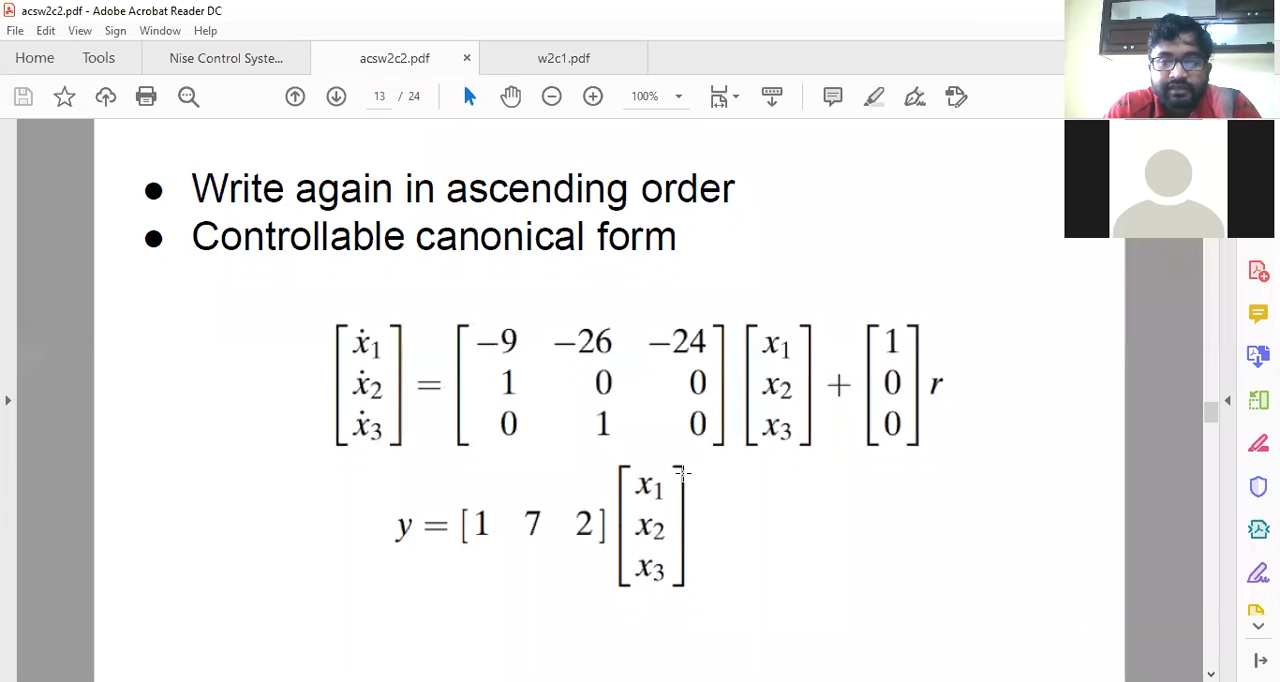 acsw2c2.pdf - Adobe Acrobat Reader DC
File Edit View Sign Window Help
Home Tools Nise Control Syste... acsw2c2.pdf × w2c1.pdf
13 / 24 100%
● Write again in ascending order
● Controllable canonical form
[ẋ1 ẋ2 ẋ3] = [−9 −26 −24; 1 0 0; 0 1 0] [x1 x2 x3] + [1 0 0] r
y = [1 7 2] [x1 x2 x3]